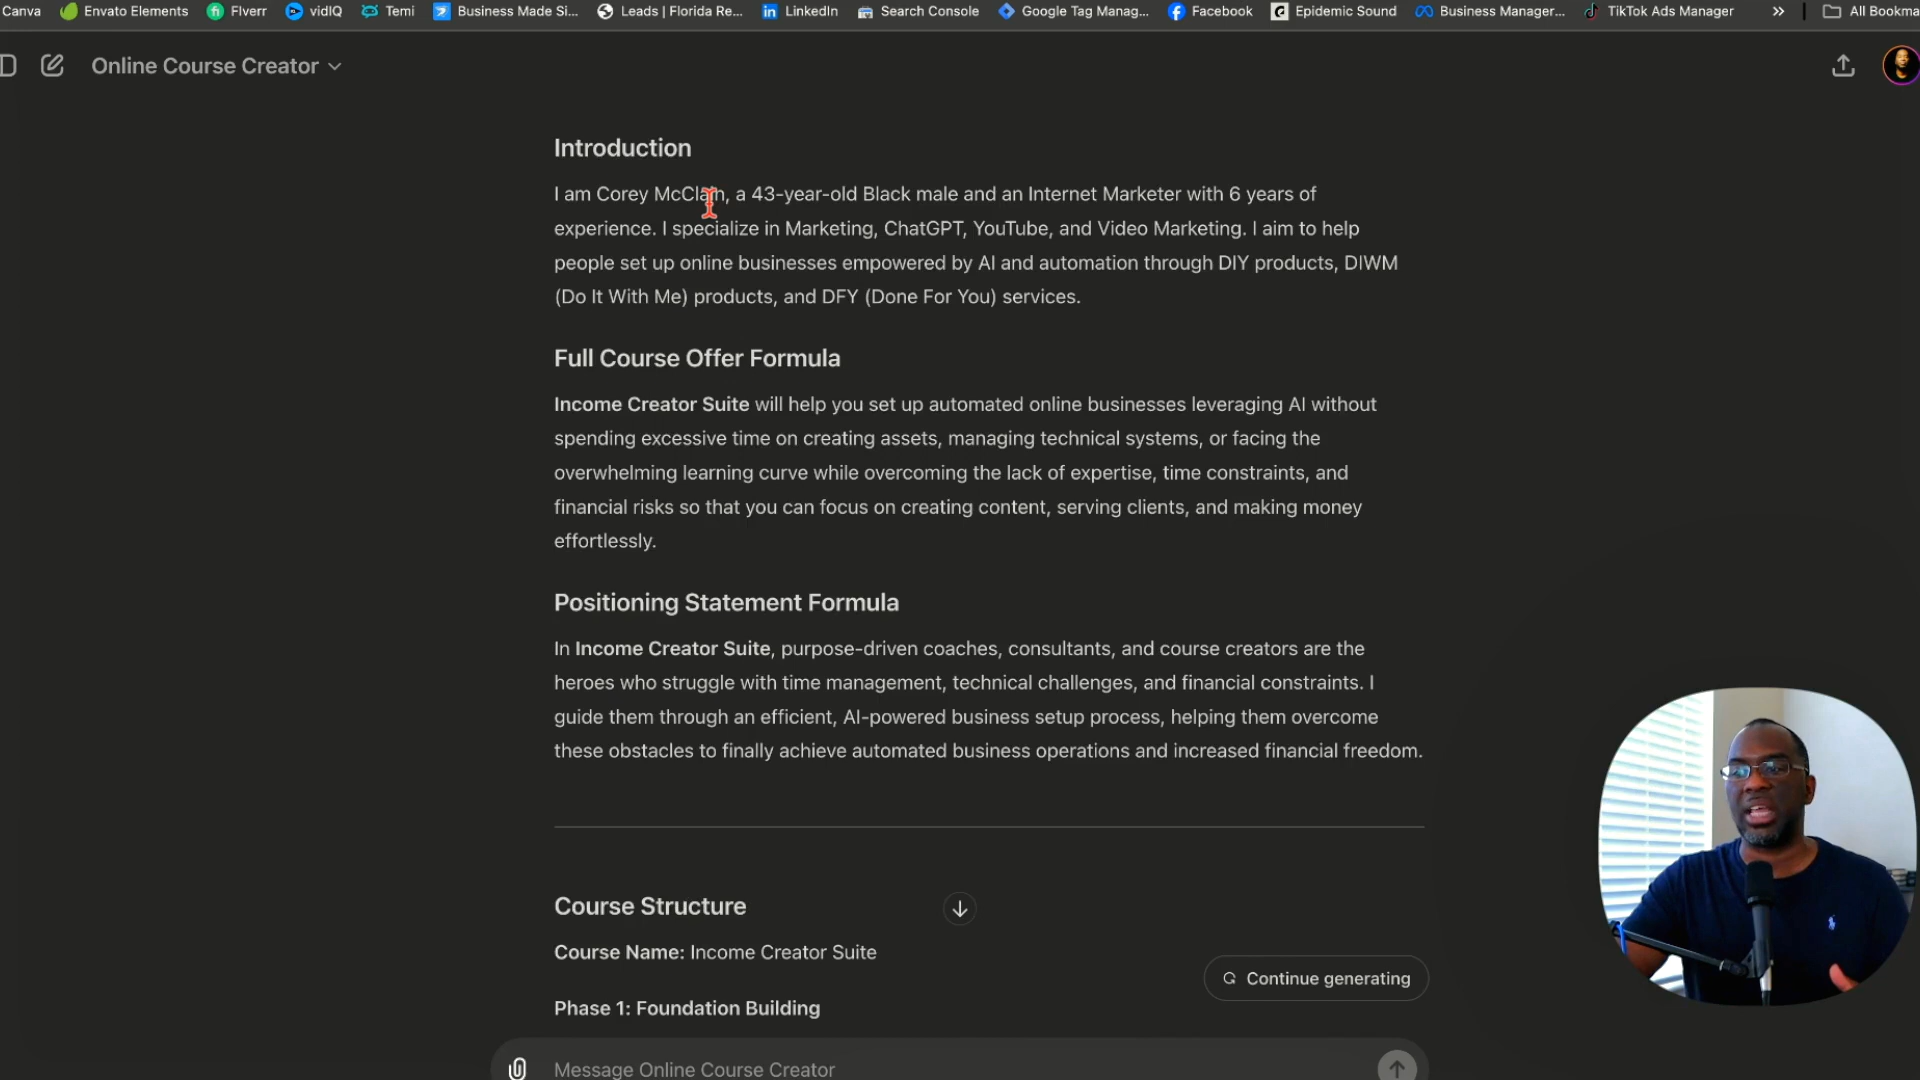 Canva Envato Elements FIverr vidIQ Temi Business Made Si... Leads | Florida Re... LinkedIn Search Console Google Tag Manag... Facebook Epidemic Sound Business Manager... TikTok Ads Manager » All Bookma
Online Course Creator
Introduction
I am Corey McClain, a 43-year-old Black male and an Internet Marketer with 6 years of
experience. I specialize in Marketing, ChatGPT, YouTube, and Video Marketing. I aim to help
people set up online businesses empowered by AI and automation through DIY products, DIWM
(Do It With Me) products, and DFY (Done For You) services.
Full Course Offer Formula
Income Creator Suite will help you set up automated online businesses leveraging AI without
spending excessive time on creating assets, managing technical systems, or facing the
overwhelming learning curve while overcoming the lack of expertise, time constraints, and
financial risks so that you can focus on creating content, serving clients, and making money
effortlessly.
Positioning Statement Formula
In Income Creator Suite, purpose-driven coaches, consultants, and course creators are the
heroes who struggle with time management, technical challenges, and financial constraints. I
guide them through an efficient, AI-powered business setup process, helping them overcome
these obstacles to finally achieve automated business operations and increased financial freedom.
Course Structure
Course Name: Income Creator Suite
Continue generating
Phase 1: Foundation Building
Message Online Course Creator